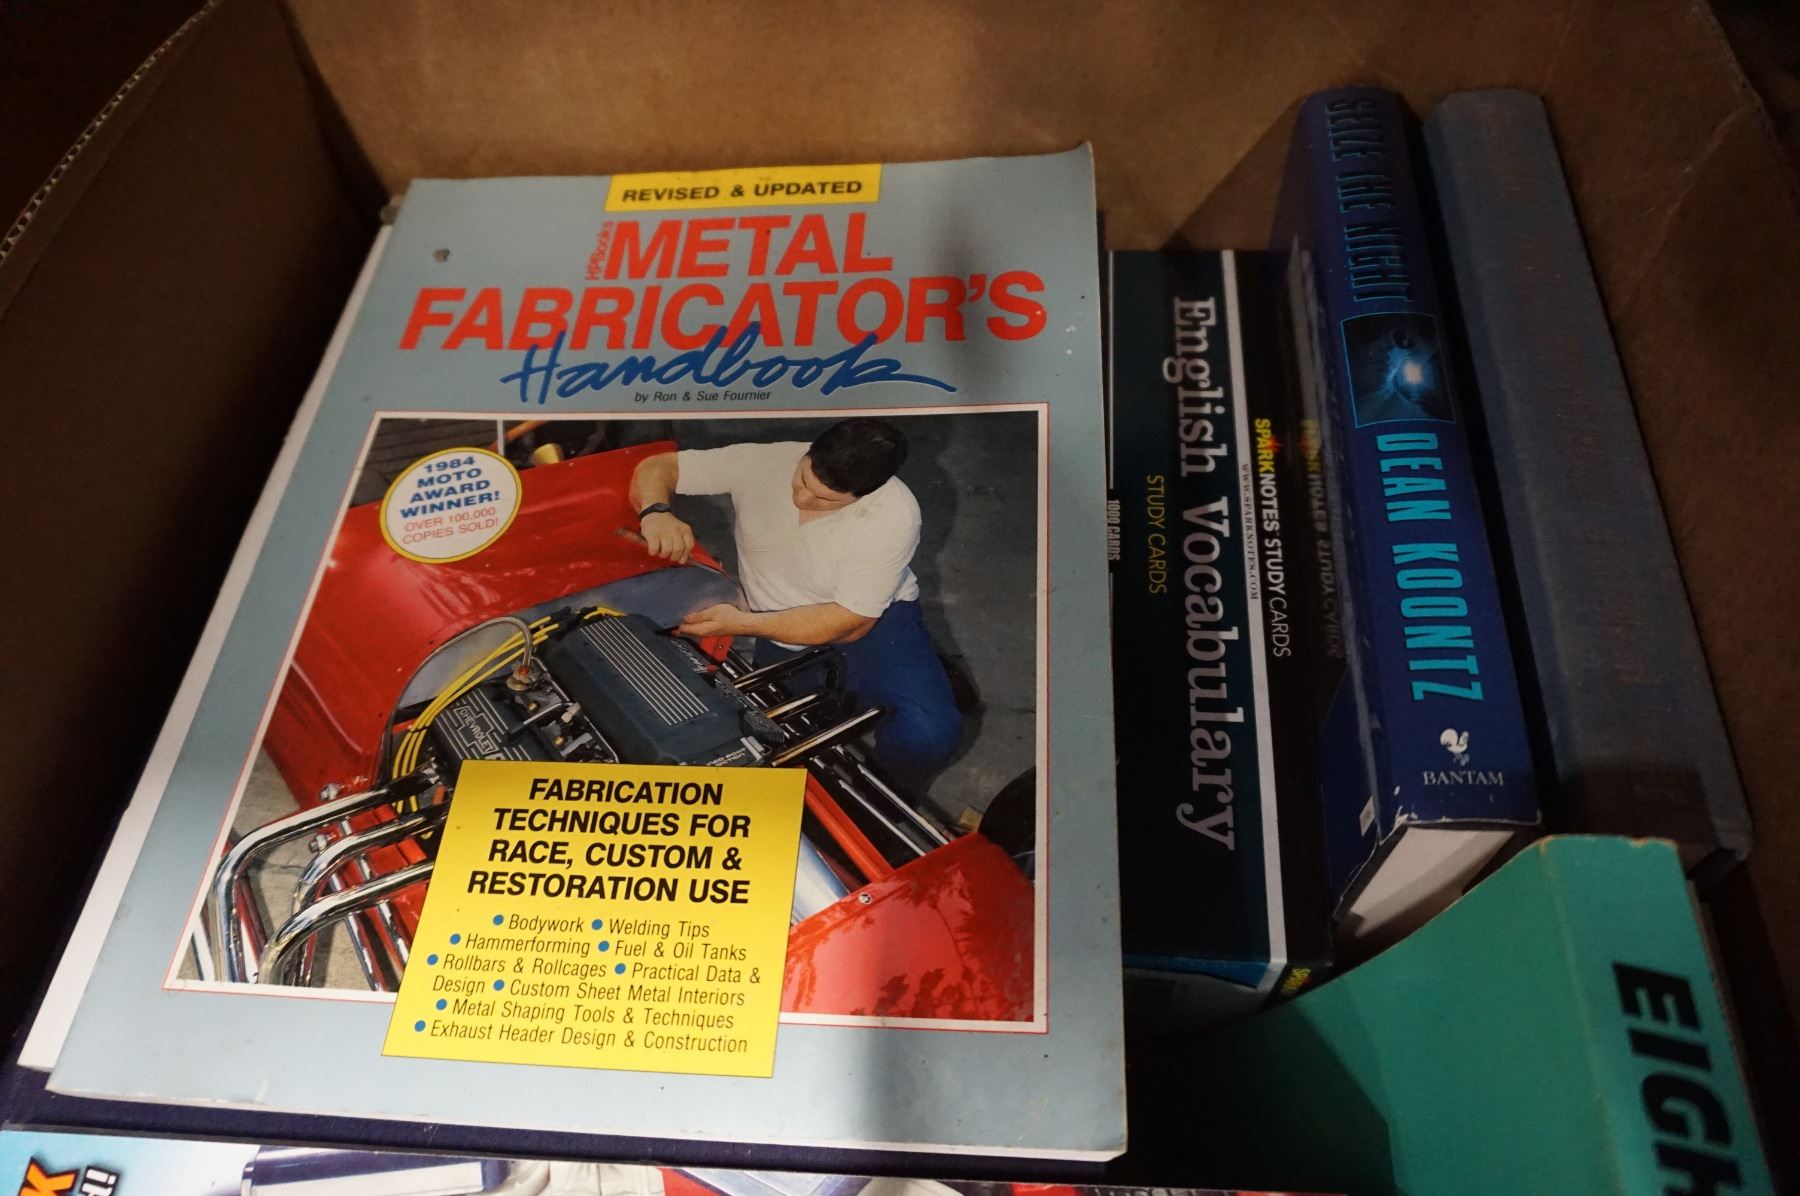 REVISED & UPDATED
HPBooks
METAL
FABRICATOR'S
Handbook
by Ron & Sue Fournier
1984
MOTO
AWARD
WINNER!
OVER 100,000
COPIES SOLD!
CHEVROLET
FABRICATION
TECHNIQUES FOR
RACE, CUSTOM &
RESTORATION USE
• Bodywork • Welding Tips
• Hammerforming • Fuel & Oil Tanks
• Rollbars & Rollcages • Practical Data &
Design • Custom Sheet Metal Interiors
• Metal Shaping Tools & Techniques
• Exhaust Header Design & Construction
1000 CARDS
English Vocabulary
STUDY CARDS
SPARKNOTES STUDY CARDS
WWW.SPARKNOTES.COM
SEIZE THE NIGHT
DEAN KOONTZ
BANTAM
EIGH